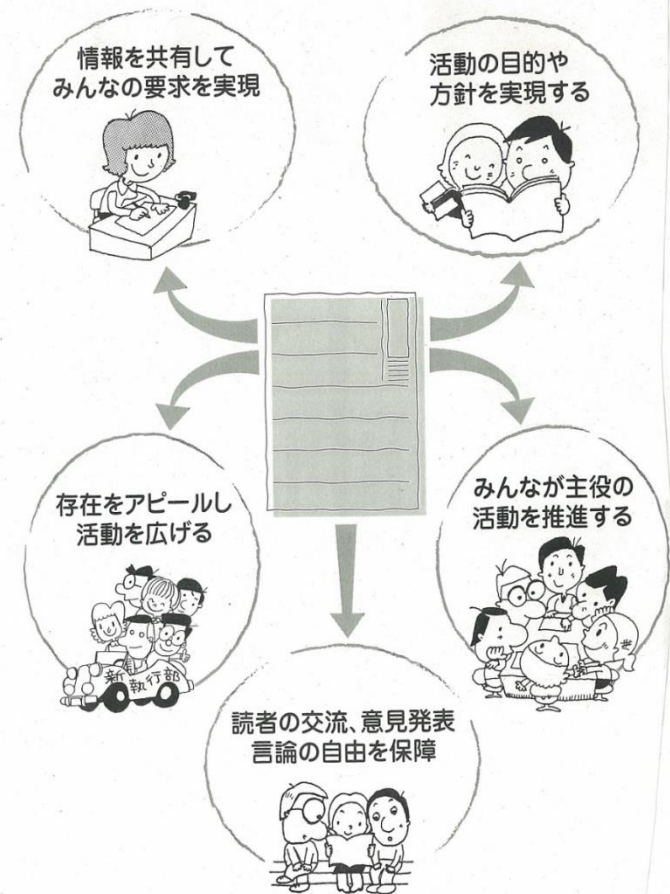 情報を共有して
みんなの要求を実現
活動の目的や
方針を実現する
存在をアピールし
活動を広げる
新執行部
みんなが主役の
活動を推進する
読者の交流、意見発表
言論の自由を保障